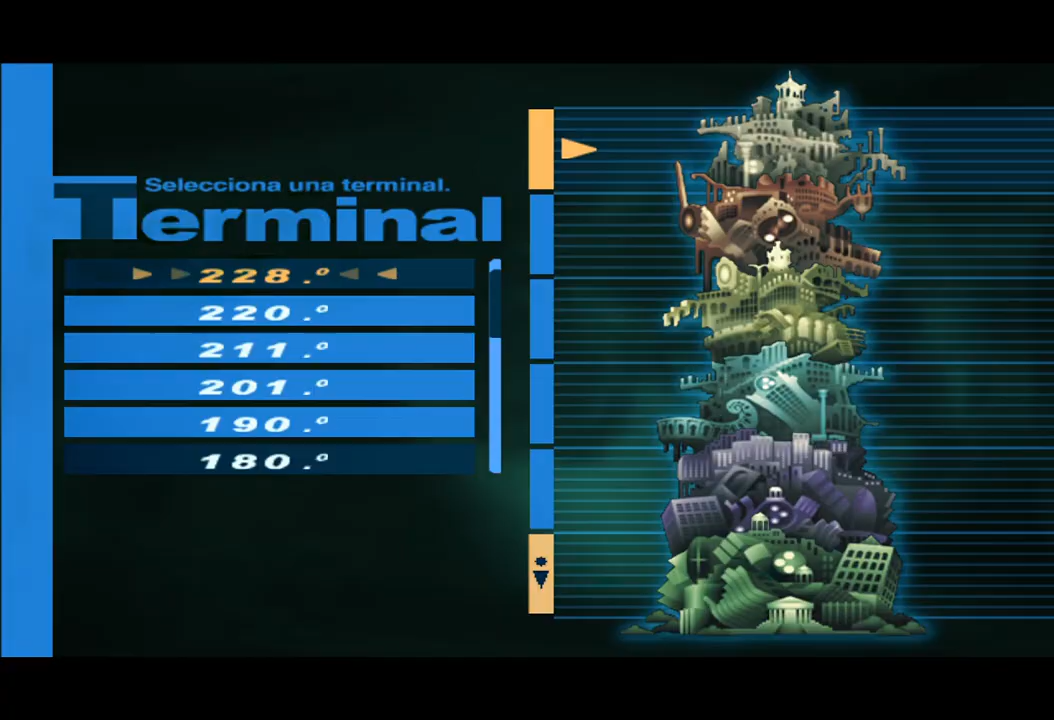 Selecciona una terminal.
Terminal
228.º
220.º
211.º
201.º
190.º
180.º